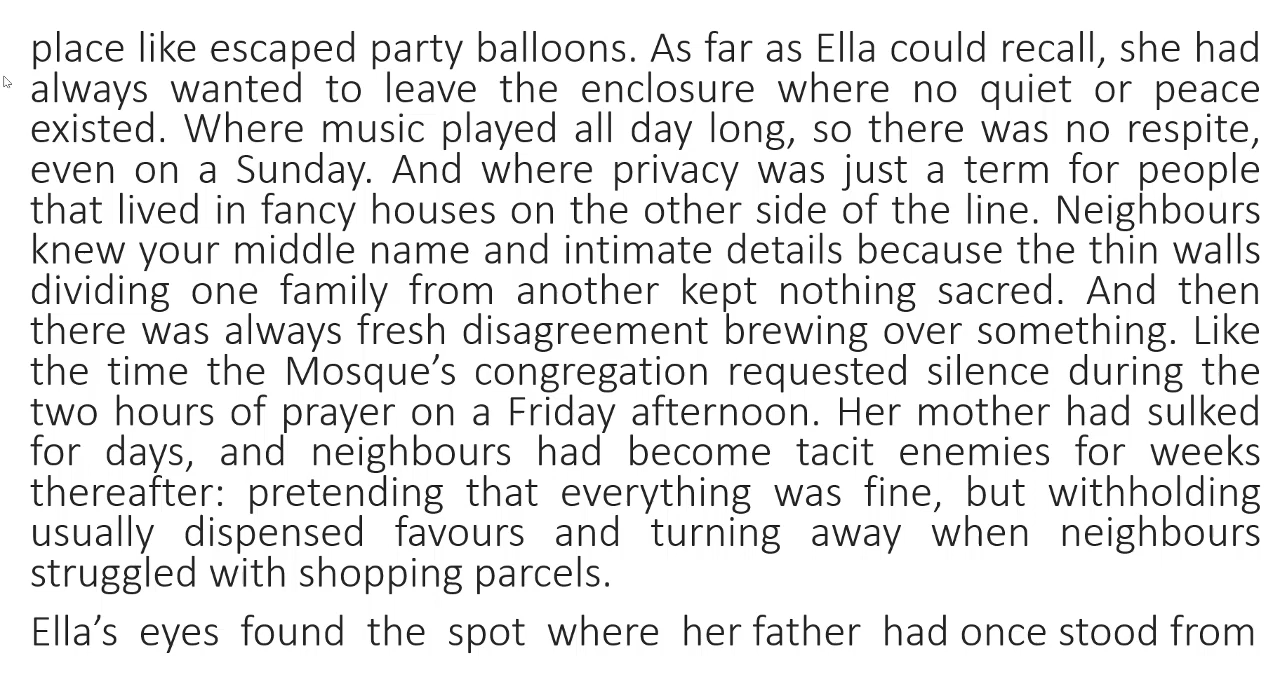 place like escaped party balloons. As far as Ella could recall, she had
always wanted to leave the enclosure where no quiet or peace
existed. Where music played all day long, so there was no respite,
even on a Sunday. And where privacy was just a term for people
that lived in fancy houses on the other side of the line. Neighbours
knew your middle name and intimate details because the thin walls
dividing one family from another kept nothing sacred. And then
there was always fresh disagreement brewing over something. Like
the time the Mosque’s congregation requested silence during the
two hours of prayer on a Friday afternoon. Her mother had sulked
for days, and neighbours had become tacit enemies for weeks
thereafter: pretending that everything was fine, but withholding
usually dispensed favours and turning away when neighbours
struggled with shopping parcels.
Ella’s eyes found the spot where her father had once stood from